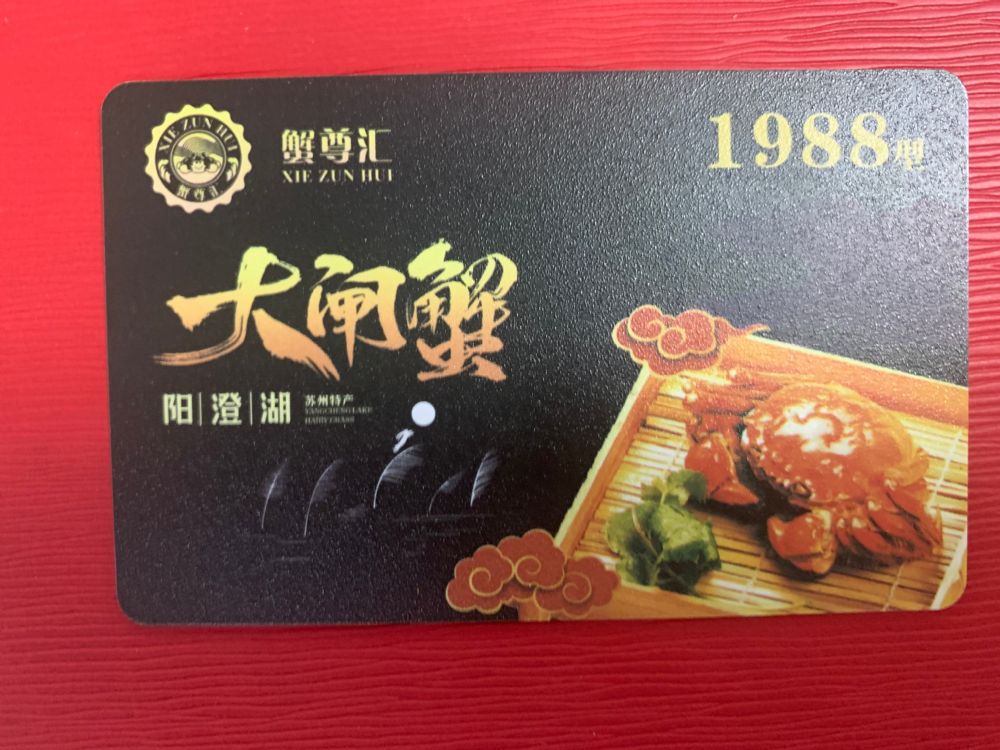 XIE ZUN HUI
蟹尊汇
蟹尊汇
XIE ZUN HUI
1988型
大闸蟹
阳|澄|湖
苏州特产
YANGCHENG LAKE
HAIRY CRABS